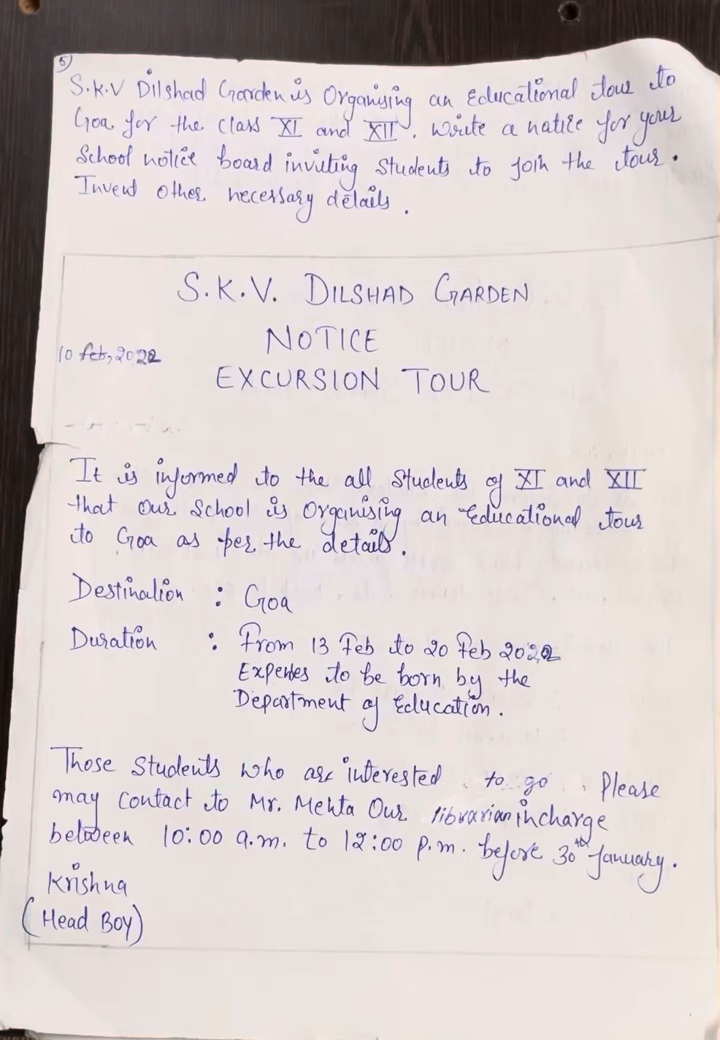 5)
S.K.V Dilshad Garden is Organising an Educational tour to
Goa for the class XI and XII. Write a notice for your
School notice board inviting Students to join the tour.
Invent other necessary details.
S.K.V. DILSHAD GARDEN
NOTICE
10 Feb, 2022
EXCURSION TOUR
It is informed to the all Students of XI and XII
that our School is Organising an Educational tour
to Goa as per the details.
Destination : Goa
Duration : From 13 Feb to 20 Feb 2022
Expenses to be born by the
Department of Education.
Those Students who are interested to go Please
may contact to Mr. Mehta Our librarian incharge
between 10:00 a.m. to 12:00 p.m. before 30th January.
Krishna
(Head Boy)